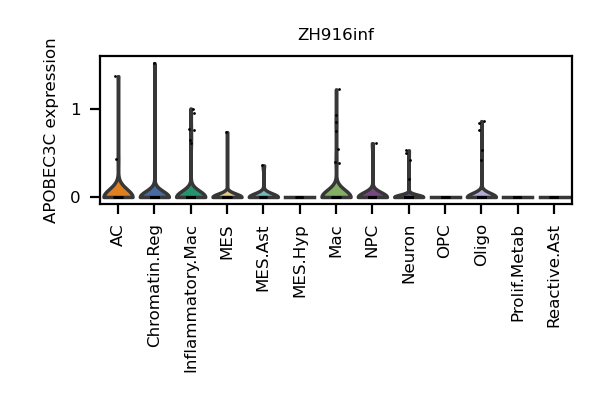 ZH916inf
APOBEC3C expression
1
0
AC
Chromatin.Reg
Inflammatory.Mac
MES
MES.Ast
MES.Hyp
Mac
NPC
Neuron
OPC
Oligo
Prolif.Metab
Reactive.Ast